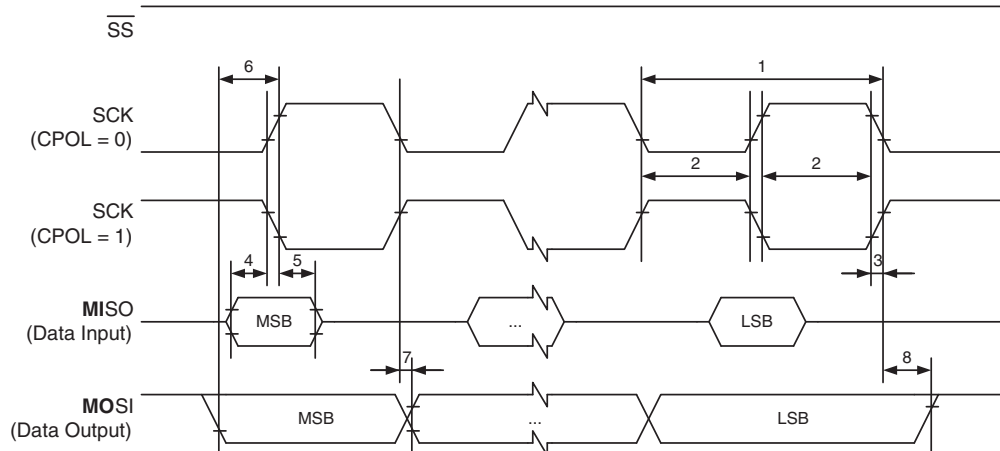 SS
6
1
SCK
(CPOL = 0)
2
2
SCK
(CPOL = 1)
4
5
3
MISO
(Data Input)
MSB
...
LSB
7
8
MOSI
(Data Output)
MSB
...
LSB